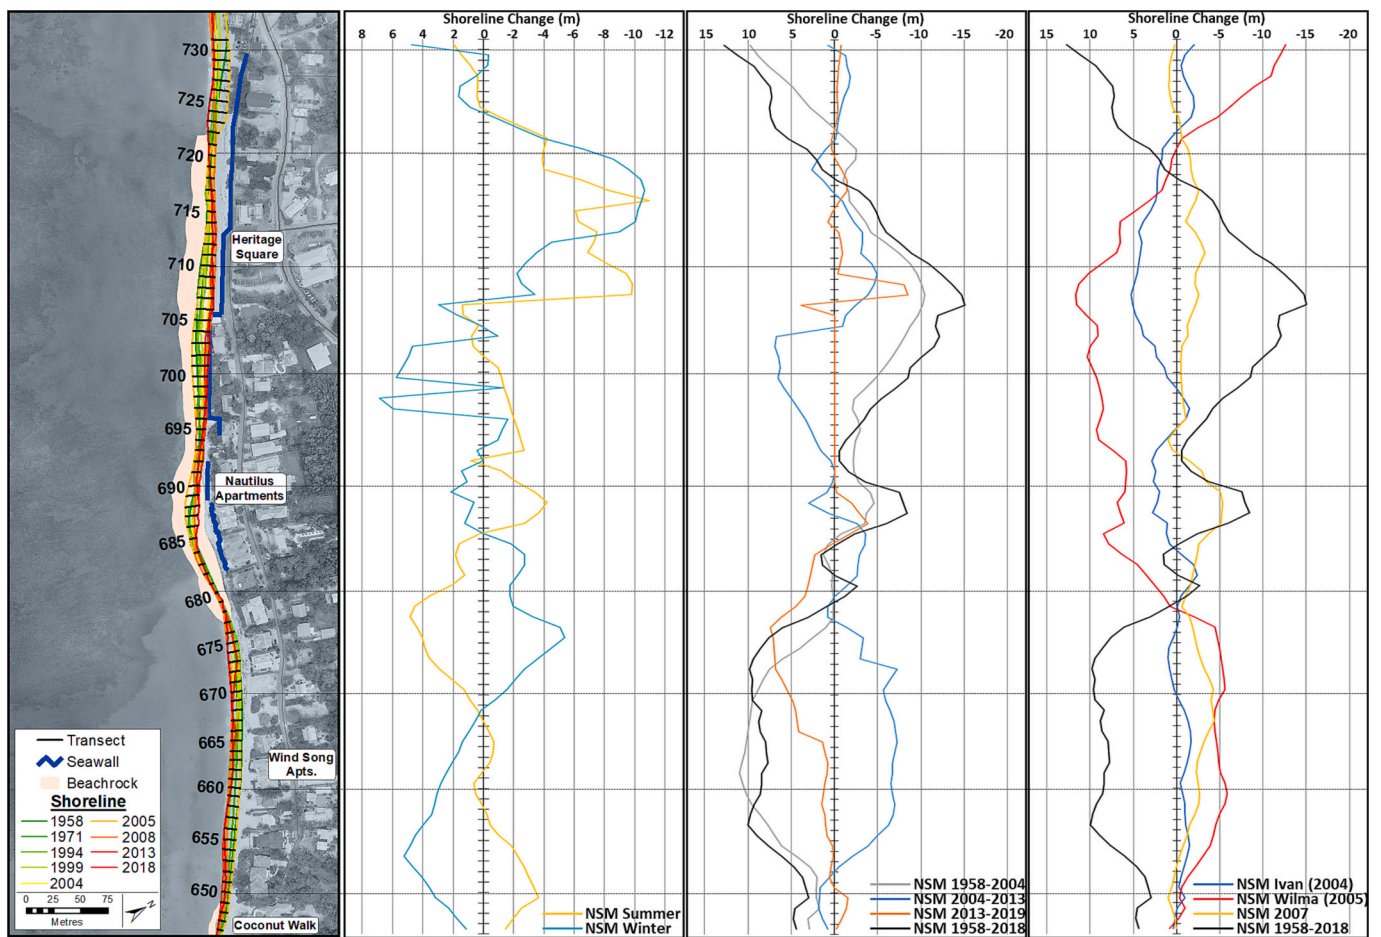 730
725
720
715
710
705
700
695
690
685
680
675
670
665
660
655
650
Heritage
Square
Nautilus
Apartments
Wind Song
Apts.
Coconut Walk
Transect
Seawall
Beachrock
Shoreline
1958 2005
1971 2008
1994 2013
1999 2018
2004
0 25 50 75
Metres
N
Shoreline Change (m)
8 6 4 2 0 -2 -4 -6 -8 -10 -12
NSM Summer
NSM Winter
Shoreline Change (m)
15 10 5 0 -5 -10 -15 -20
NSM 1958-2004
NSM 2004-2013
NSM 2013-2019
NSM 1958-2018
Shoreline Change (m)
15 10 5 0 -5 -10 -15 -20
NSM Ivan (2004)
NSM Wilma (2005)
NSM 2007
NSM 1958-2018